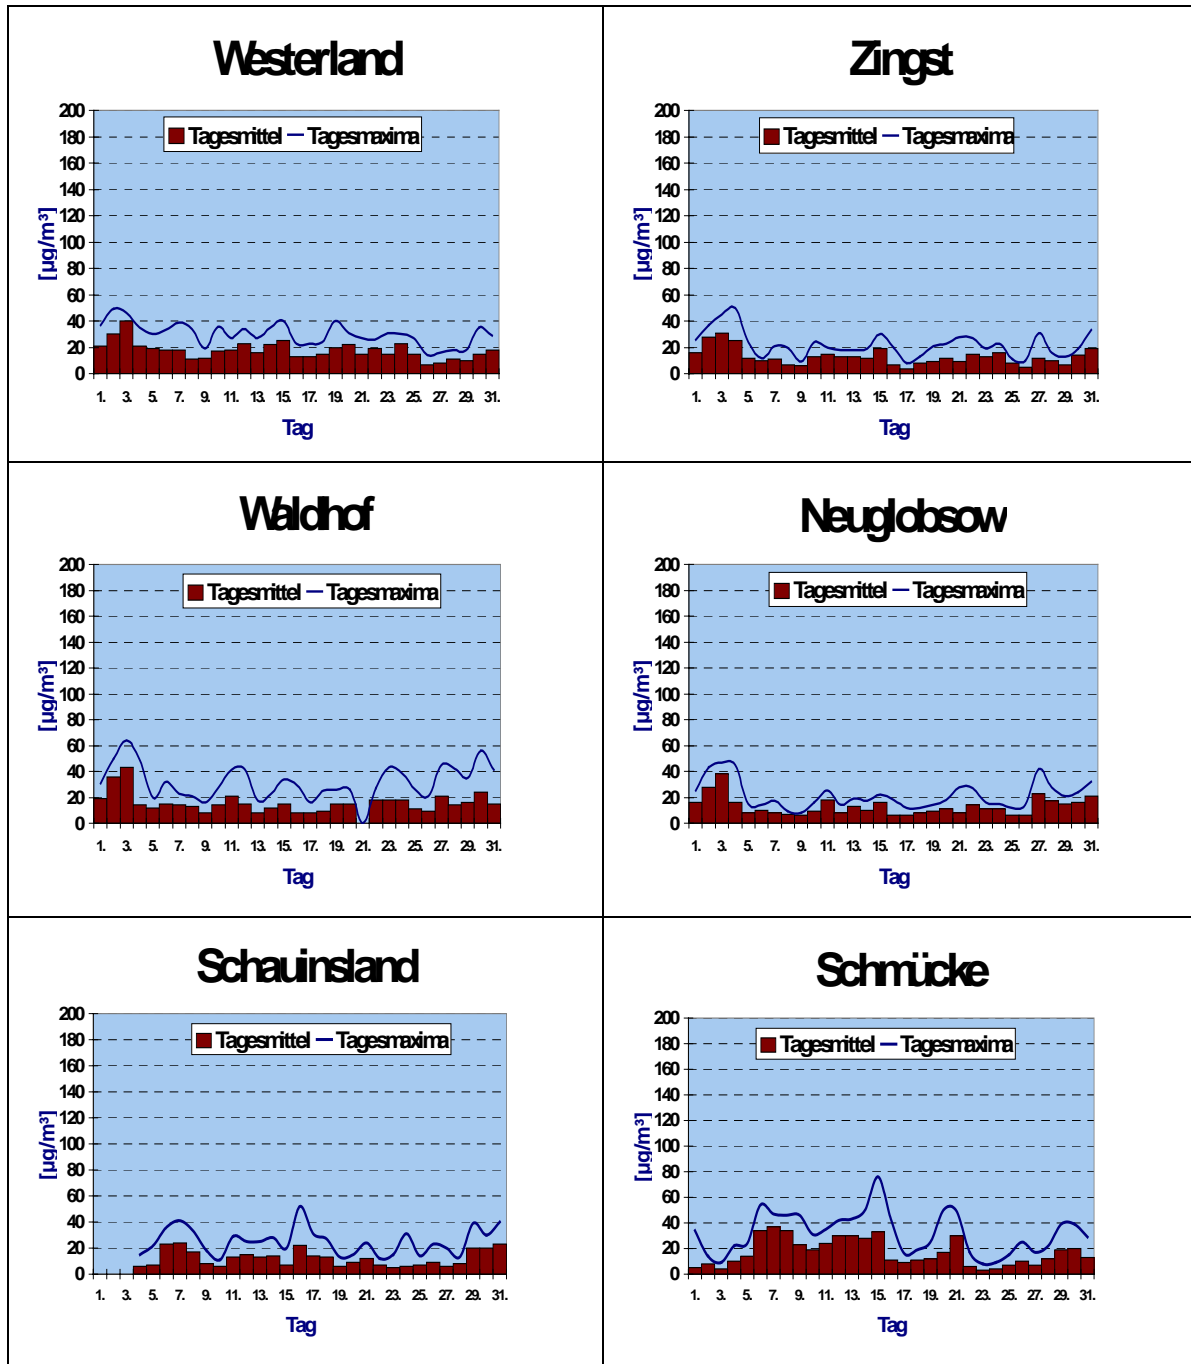 Westerland
200
180
160
140
120
100
80
60
40
20
0
[µg/m³]
Tagesmittel Tagesmaxima
1. 3. 5. 7. 9. 11. 13. 15. 17. 19. 21. 23. 25. 27. 29. 31.
Tag
Zingst
200
180
160
140
120
100
80
60
40
20
0
[µg/m³]
Tagesmittel Tagesmaxima
1. 3. 5. 7. 9. 11. 13. 15. 17. 19. 21. 23. 25. 27. 29. 31.
Tag
Waldhof
200
180
160
140
120
100
80
60
40
20
0
[µg/m³]
Tagesmittel Tagesmaxima
1. 3. 5. 7. 9. 11. 13. 15. 17. 19. 21. 23. 25. 27. 29. 31.
Tag
Neuglobsow
200
180
160
140
120
100
80
60
40
20
0
[µg/m³]
Tagesmittel Tagesmaxima
1. 3. 5. 7. 9. 11. 13. 15. 17. 19. 21. 23. 25. 27. 29. 31.
Tag
Schauinsland
200
180
160
140
120
100
80
60
40
20
0
[µg/m³]
Tagesmittel Tagesmaxima
1. 3. 5. 7. 9. 11. 13. 15. 17. 19. 21. 23. 25. 27. 29. 31.
Tag
Schmücke
200
180
160
140
120
100
80
60
40
20
0
[µg/m³]
Tagesmittel Tagesmaxima
1. 3. 5. 7. 9. 11. 13. 15. 17. 19. 21. 23. 25. 27. 29. 31.
Tag